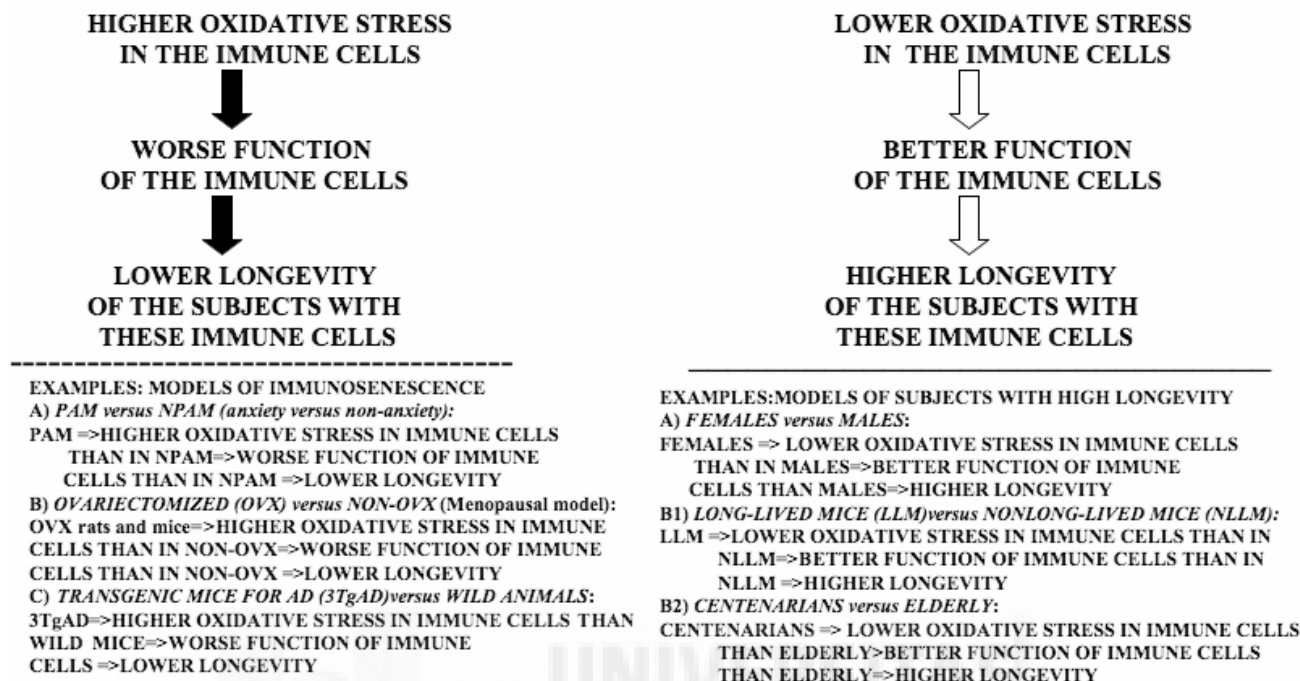 HIGHER OXIDATIVE STRESS
IN THE IMMUNE CELLS
WORSE FUNCTION
OF THE IMMUNE CELLS
LOWER LONGEVITY
OF THE SUBJECTS WITH
THESE IMMUNE CELLS
EXAMPLES: MODELS OF IMMUNOSENESCENCE
A) PAM versus NPAM (anxiety versus non-anxiety):
PAM =>HIGHER OXIDATIVE STRESS IN IMMUNE CELLS
THAN IN NPAM=>WORSE FUNCTION OF IMMUNE
CELLS THAN IN NPAM =>LOWER LONGEVITY
B) OVARIECTOMIZED (OVX) versus NON-OVX (Menopausal model):
OVX rats and mice=>HIGHER OXIDATIVE STRESS IN IMMUNE
CELLS THAN IN NON-OVX=>WORSE FUNCTION OF IMMUNE
CELLS THAN IN NON-OVX =>LOWER LONGEVITY
C) TRANSGENIC MICE FOR AD (3TgAD)versus WILD ANIMALS:
3TgAD=>HIGHER OXIDATIVE STRESS IN IMMUNE CELLS THAN
WILD MICE=>WORSE FUNCTION OF IMMUNE
CELLS =>LOWER LONGEVITY
LOWER OXIDATIVE STRESS
IN THE IMMUNE CELLS
BETTER FUNCTION
OF THE IMMUNE CELLS
HIGHER LONGEVITY
OF THE SUBJECTS WITH
THESE IMMUNE CELLS
EXAMPLES:MODELS OF SUBJECTS WITH HIGH LONGEVITY
A) FEMALES versus MALES:
FEMALES => LOWER OXIDATIVE STRESS IN IMMUNE CELLS
THAN IN MALES=>BETTER FUNCTION OF IMMUNE
CELLS THAN MALES=>HIGHER LONGEVITY
B1) LONG-LIVED MICE (LLM)versus NONLONG-LIVED MICE (NLLM):
LLM =>LOWER OXIDATIVE STRESS IN IMMUNE CELLS THAN IN
NLLM=>BETTER FUNCTION OF IMMUNE CELLS THAN IN
NLLM =>HIGHER LONGEVITY
B2) CENTENARIANS versus ELDERLY:
CENTENARIANS => LOWER OXIDATIVE STRESS IN IMMUNE CELLS
THAN ELDERLY>BETTER FUNCTION OF IMMUNE CELLS
THAN ELDERLY=>HIGHER LONGEVITY